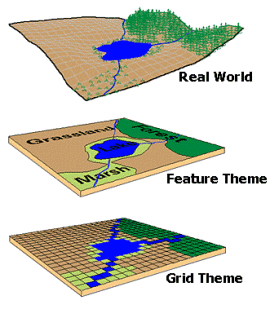 Real World
Grassland
Forest
Lake
Marsh
Feature Theme
Grid Theme